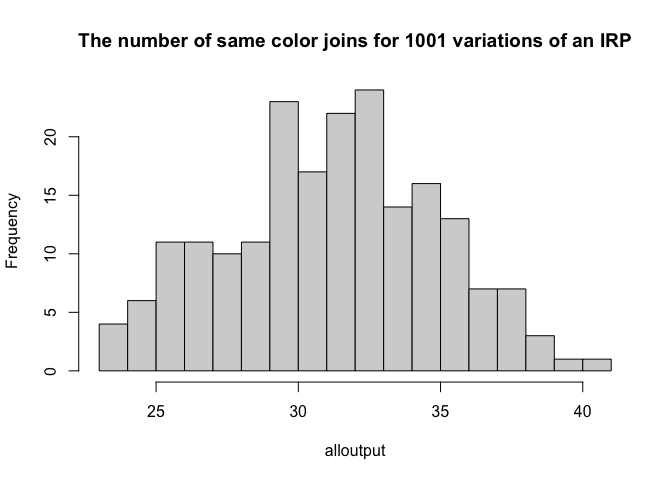 The number of same color joins for 1001 variations of an IRP
Frequency
20
15
10
5
0
25 30 35 40
alloutput